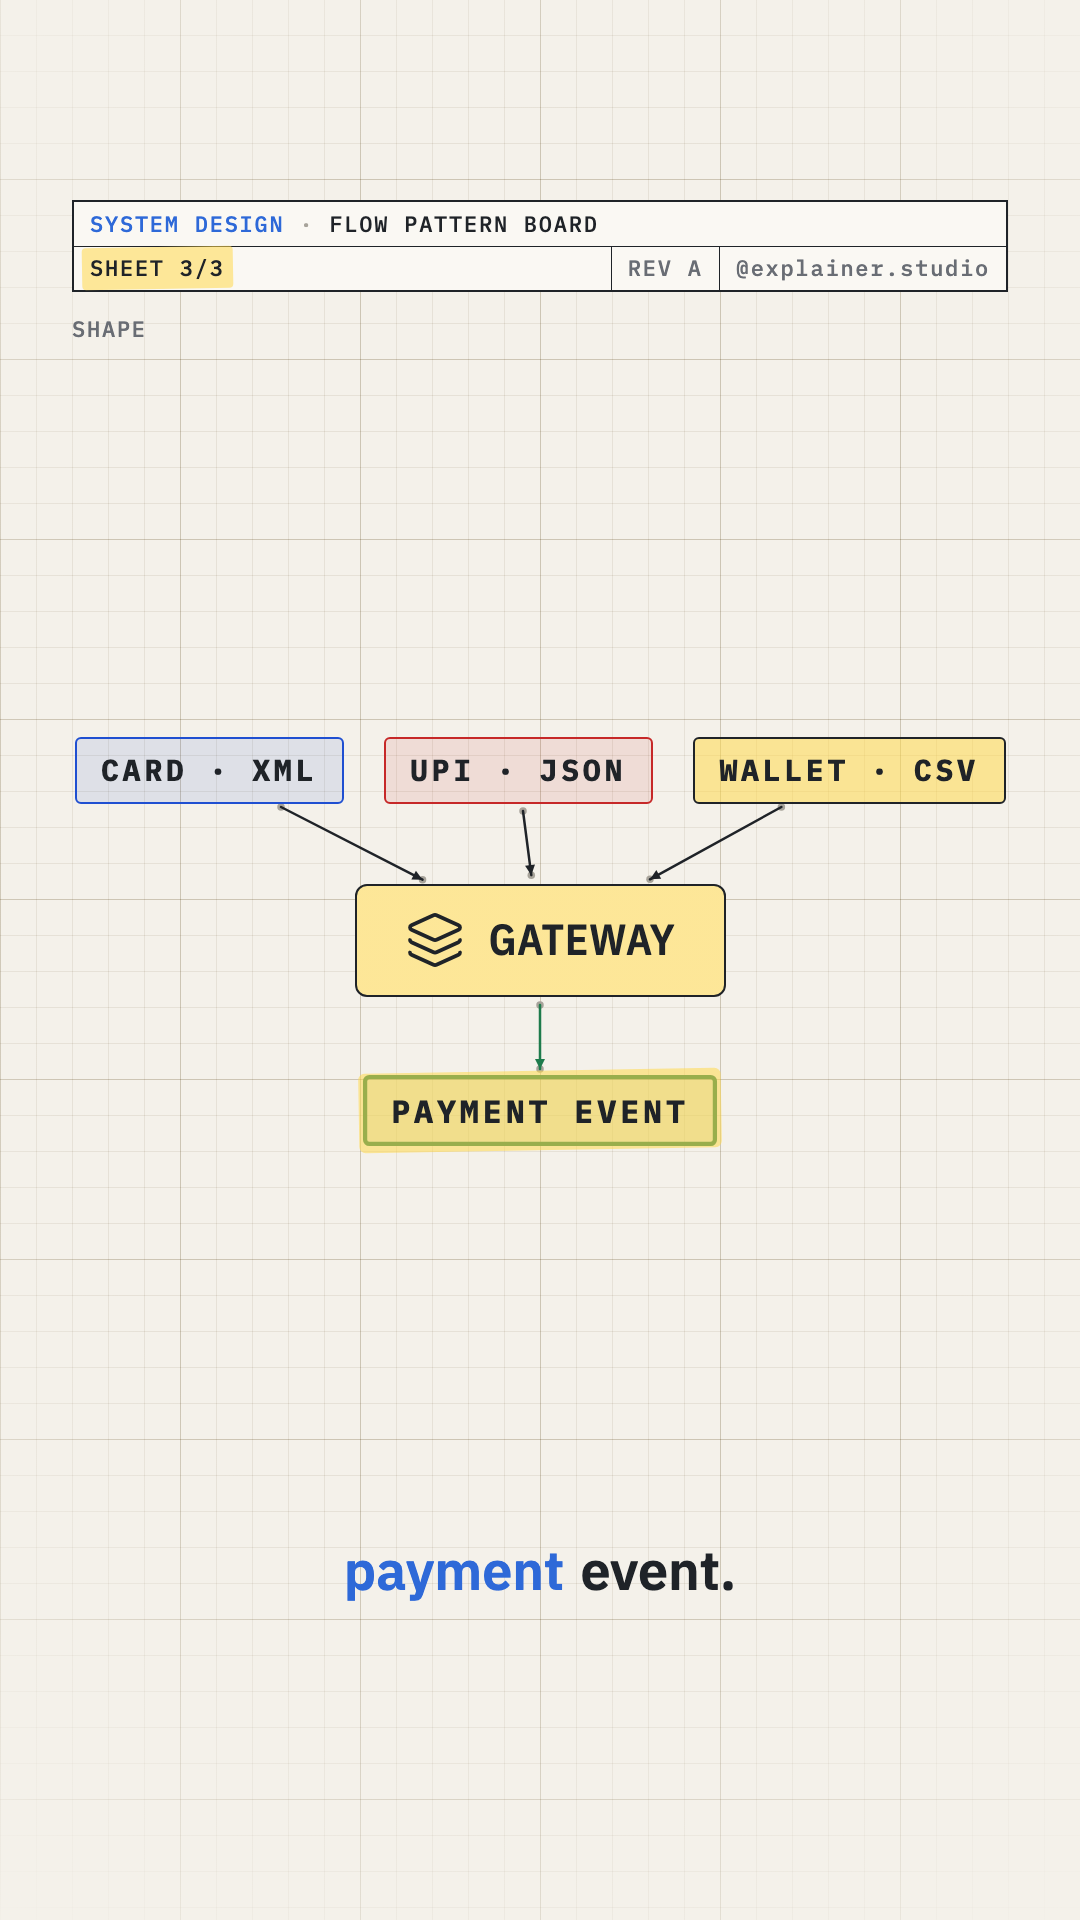 SYSTEM DESIGN · FLOW PATTERN BOARD
SHEET 3/3 REV A @explainer.studio
SHAPE
CARD · XML UPI · JSON WALLET · CSV
GATEWAY
PAYMENT EVENT
payment event.